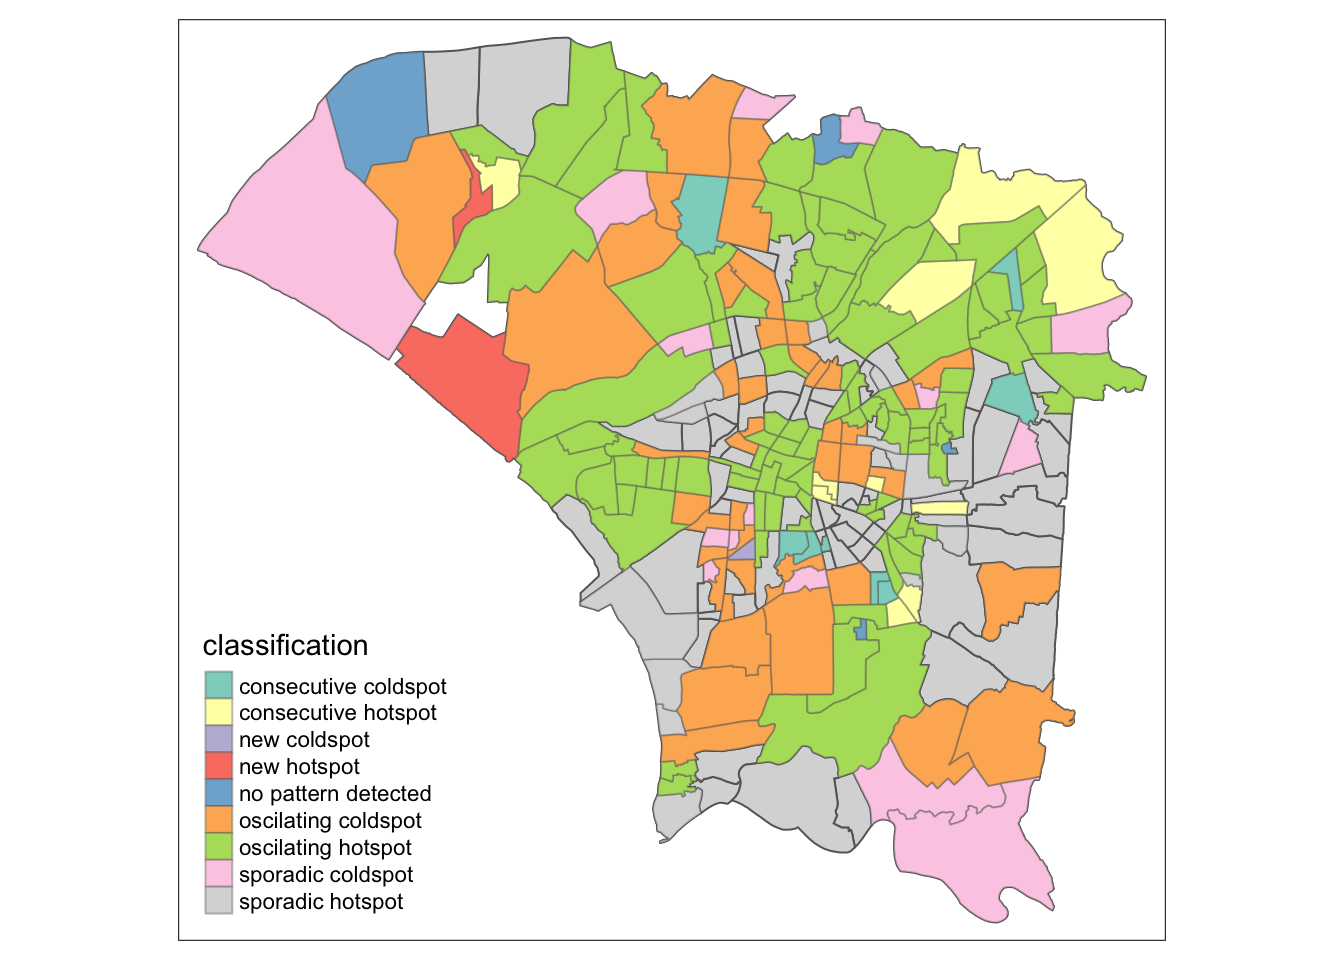 classification
consecutive coldspot
consecutive hotspot
new coldspot
new hotspot
no pattern detected
oscilating coldspot
oscilating hotspot
sporadic coldspot
sporadic hotspot